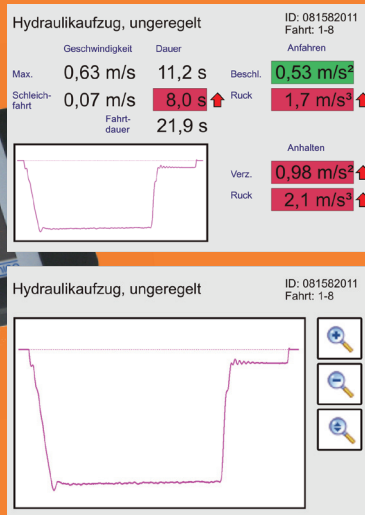 Hydraulikaufzug, ungeregelt
ID: 081582011
Fahrt: 1-8
Geschwindigkeit Dauer Anfahren
Max. 0,63 m/s 11,2 s Beschl. 0,53 m/s²
Schleich-
fahrt 0,07 m/s 8,0 s Ruck 1,7 m/s³
Fahrt-
dauer 21,9 s
Anhalten
Verz. 0,98 m/s²
Ruck 2,1 m/s³
Hydraulikaufzug, ungeregelt
ID: 081582011
Fahrt: 1-8